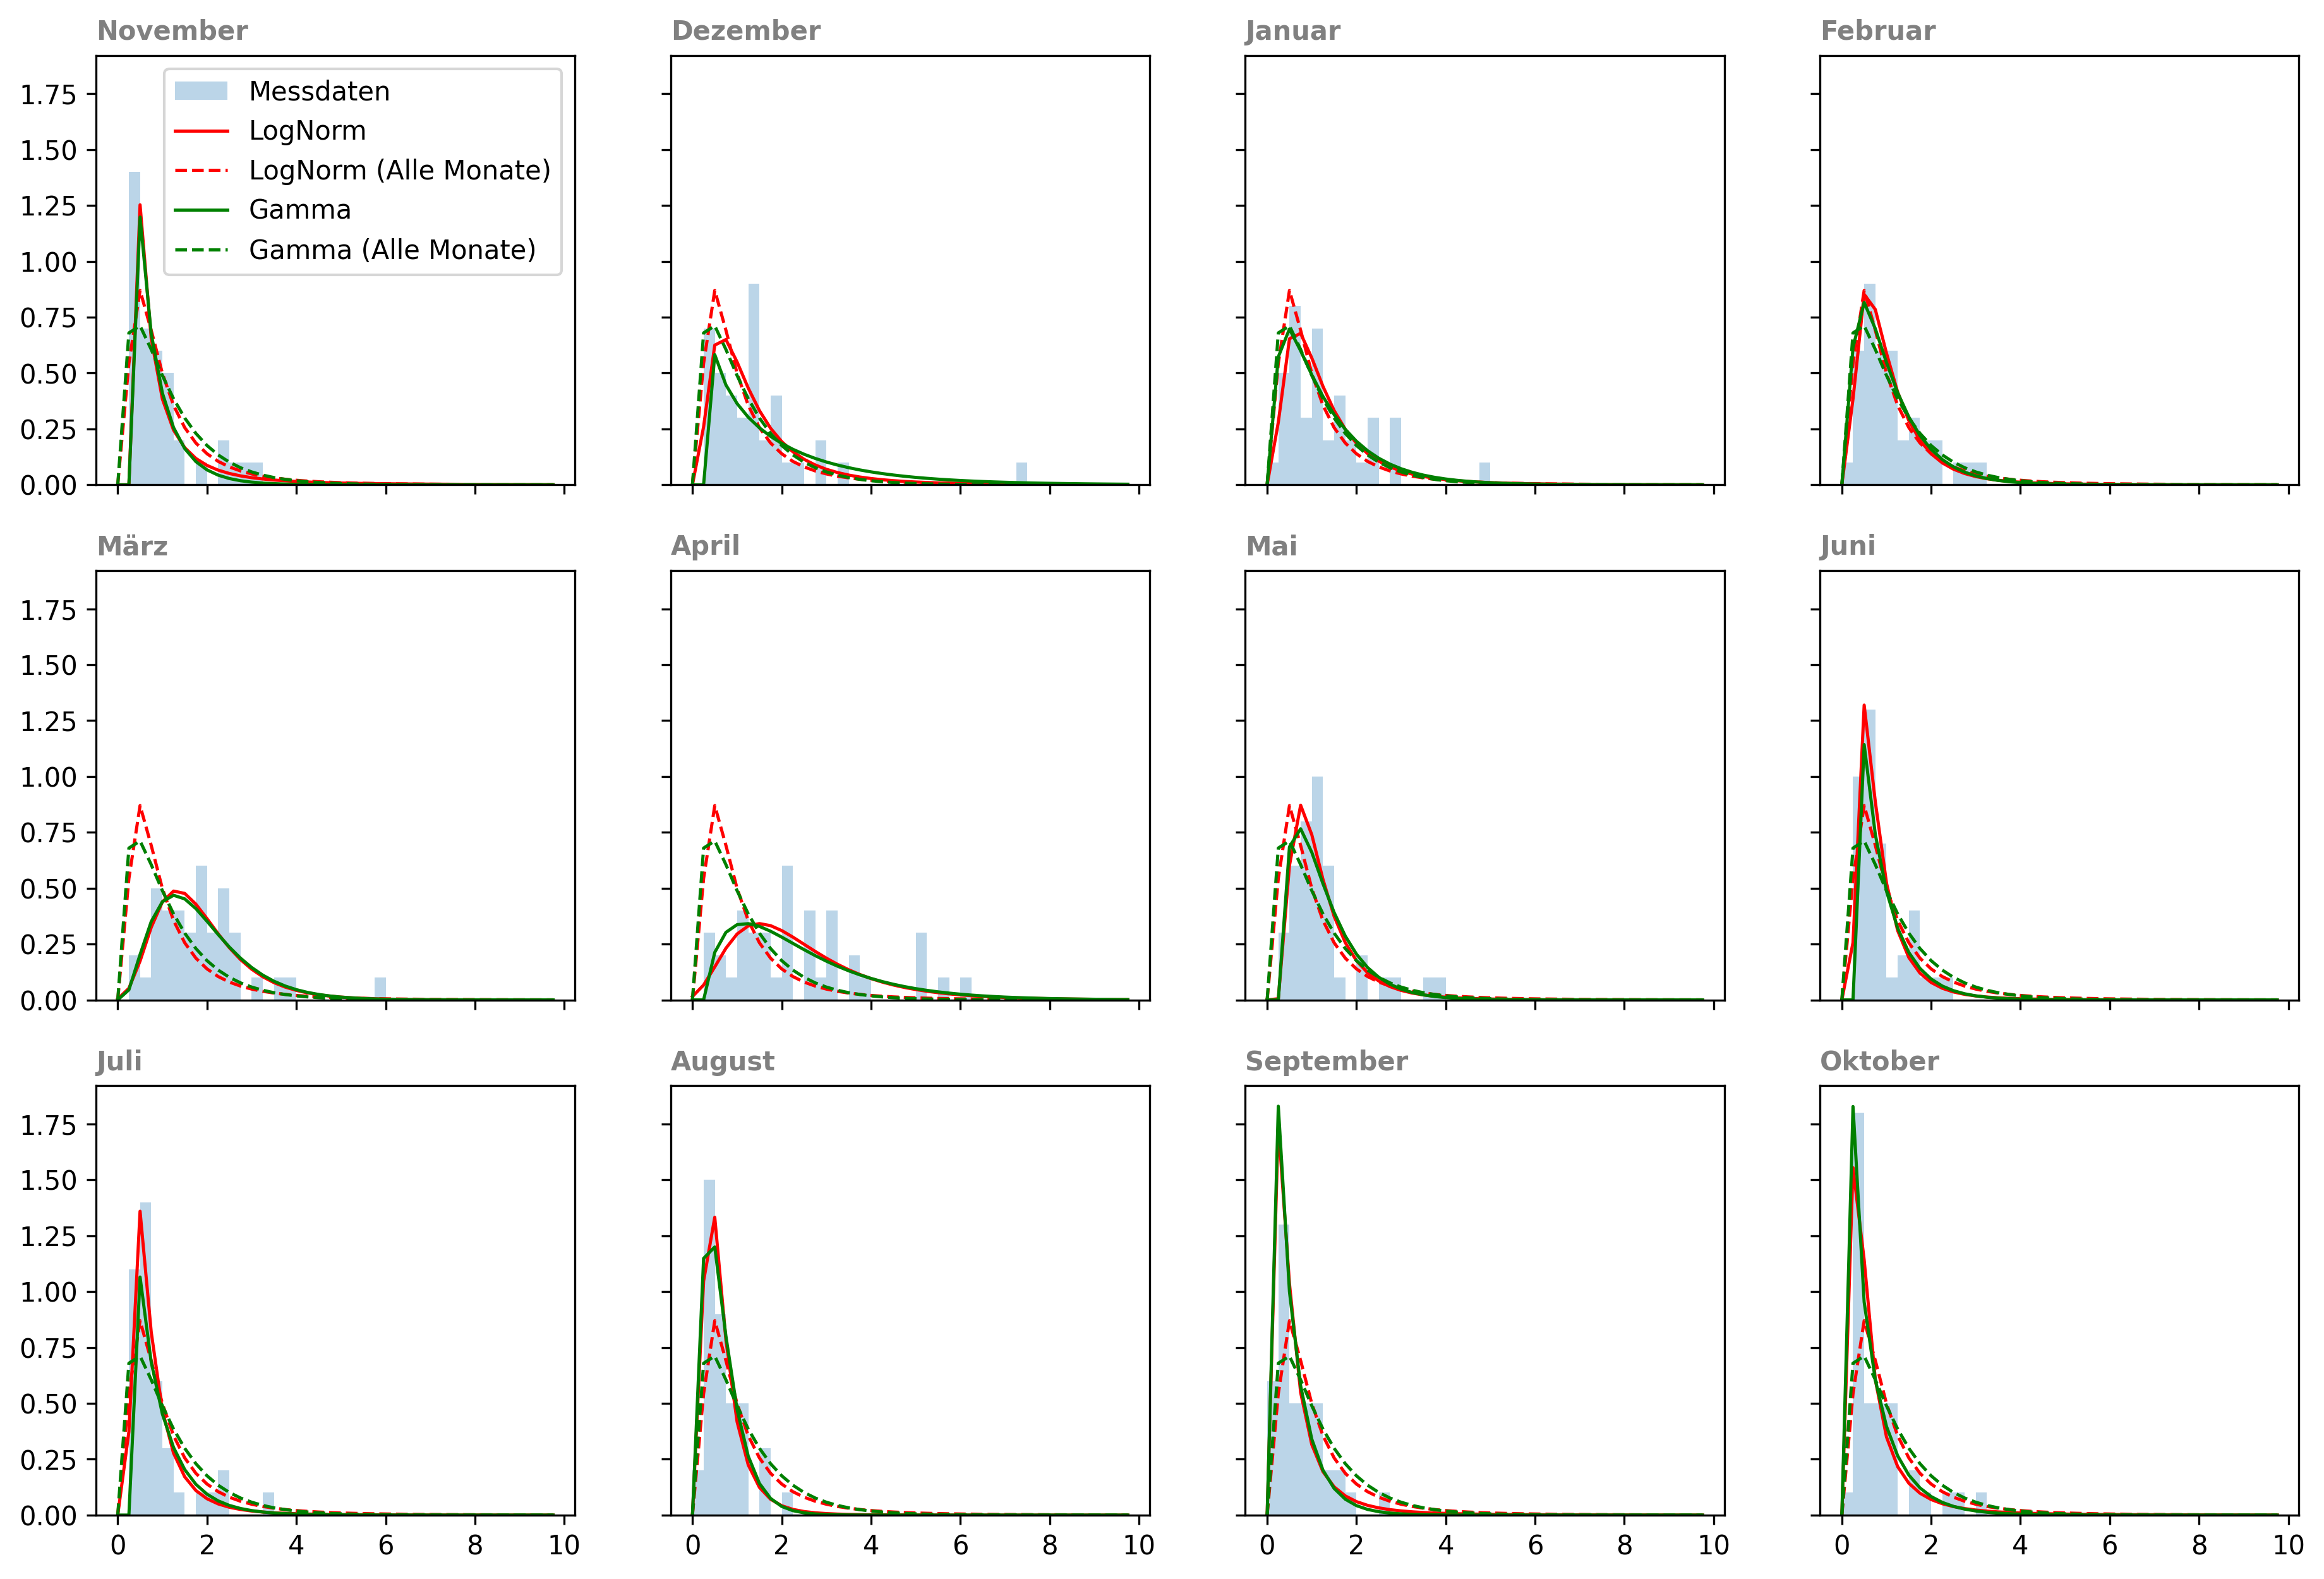 November
Dezember
Januar
Februar
1.75
1.50
1.25
1.00
0.75
0.50
0.25
0.00
Messdaten
LogNorm
LogNorm (Alle Monate)
Gamma
Gamma (Alle Monate)
März
April
Mai
Juni
1.75
1.50
1.25
1.00
0.75
0.50
0.25
0.00
Juli
August
September
Oktober
1.75
1.50
1.25
1.00
0.75
0.50
0.25
0.00
0 2 4 6 8 10
0 2 4 6 8 10
0 2 4 6 8 10
0 2 4 6 8 10